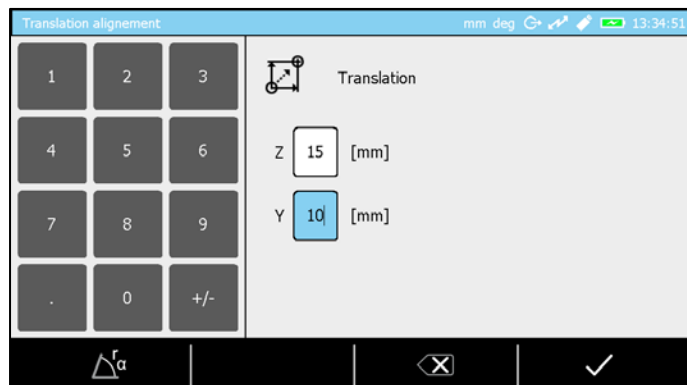 Translation alignement mm deg 13:34:51
1 2 3
Translation
4 5 6
Z 15 [mm]
7 8 9
Y 10 [mm]
. 0 +/-
r
α